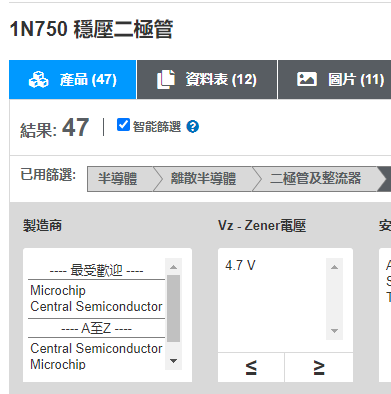 1N750 穩壓二極管
產品 (47) 資料表 (12) 圖片 (11)
結果: 47 智能篩選 ?
已用篩選: 半導體 離散半導體 二極管及整流器
製造商 Vz - Zener電壓
---- 最受歡迎 ----
Microchip
Central Semiconductor
---- A至Z ----
Central Semiconductor
Microchip
4.7 V
≤ ≥